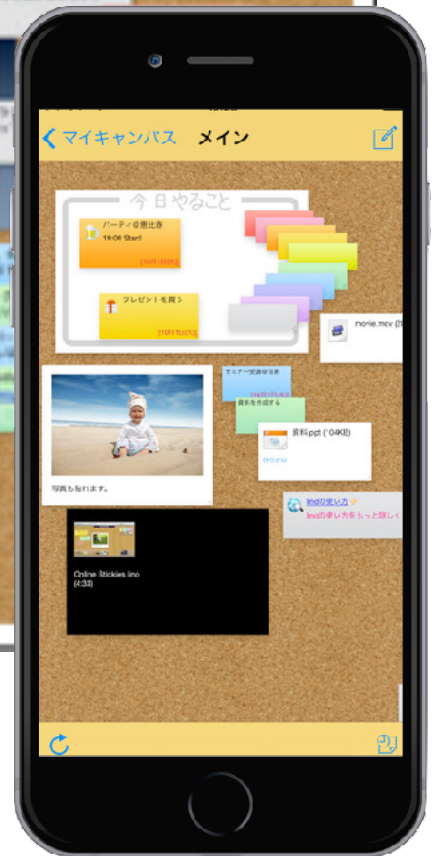 マイキャンバス メイン
今日やること
パーティ@恵比寿
Start!
プレゼントを買う
movie.mov
資料を作成する
資料.ppt
写真も貼れます。
linoの使い方
linoの使い方をもっと詳しく
Online Stickies lino
(4:33)